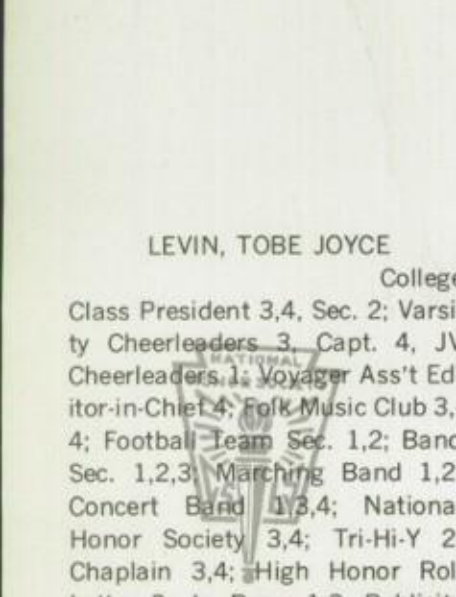 LEVIN, TOBE JOYCE
College
Class President 3,4, Sec. 2; Varsi
ty Cheerleaders 3, Capt. 4, JV
Cheerleaders 1; Voyager Ass't Ed
itor-in-Chief 4; Folk Music Club 3,
4; Football Team Sec. 1,2; Band
Sec. 1,2,3; Marching Band 1,2
Concert Band 1,3,4; Nationa
Honor Society 3,4; Tri-Hi-Y 2
Chaplain 3,4; High Honor Rol
NATIONAL